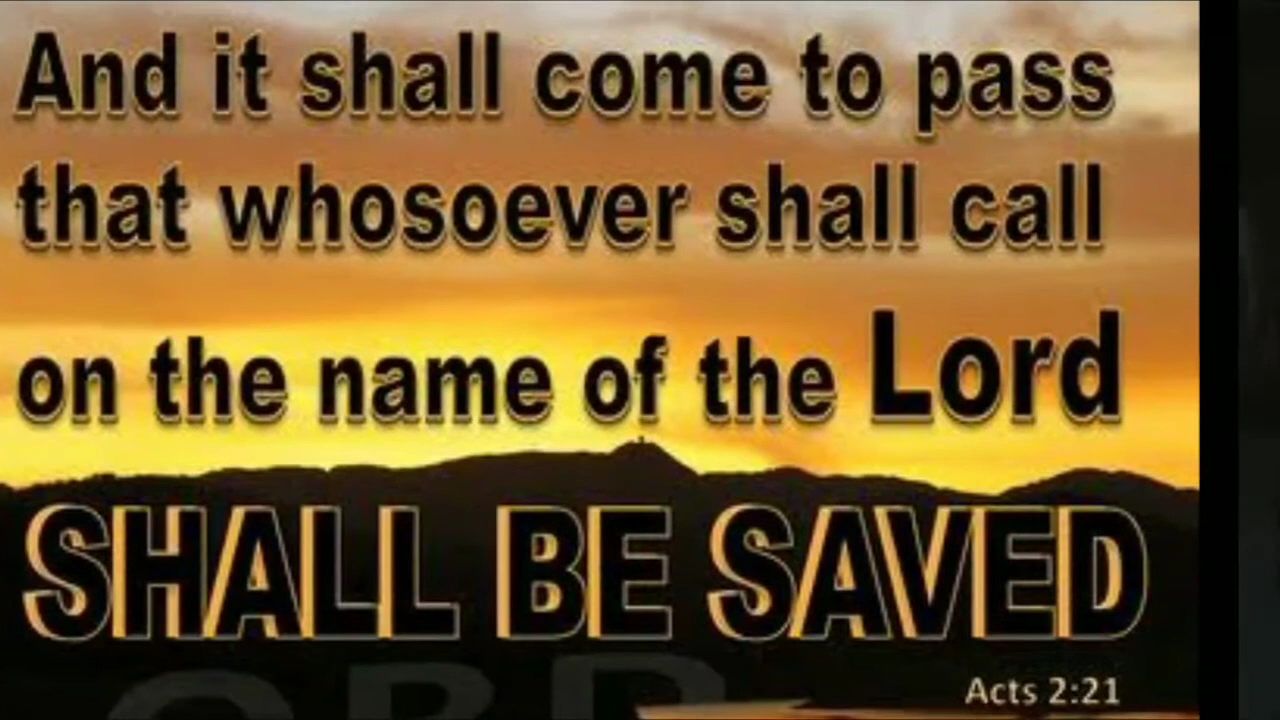 And it shall come to pass
that whosoever shall call
on the name of the Lord
SHALL BE SAVED
Acts 2:21